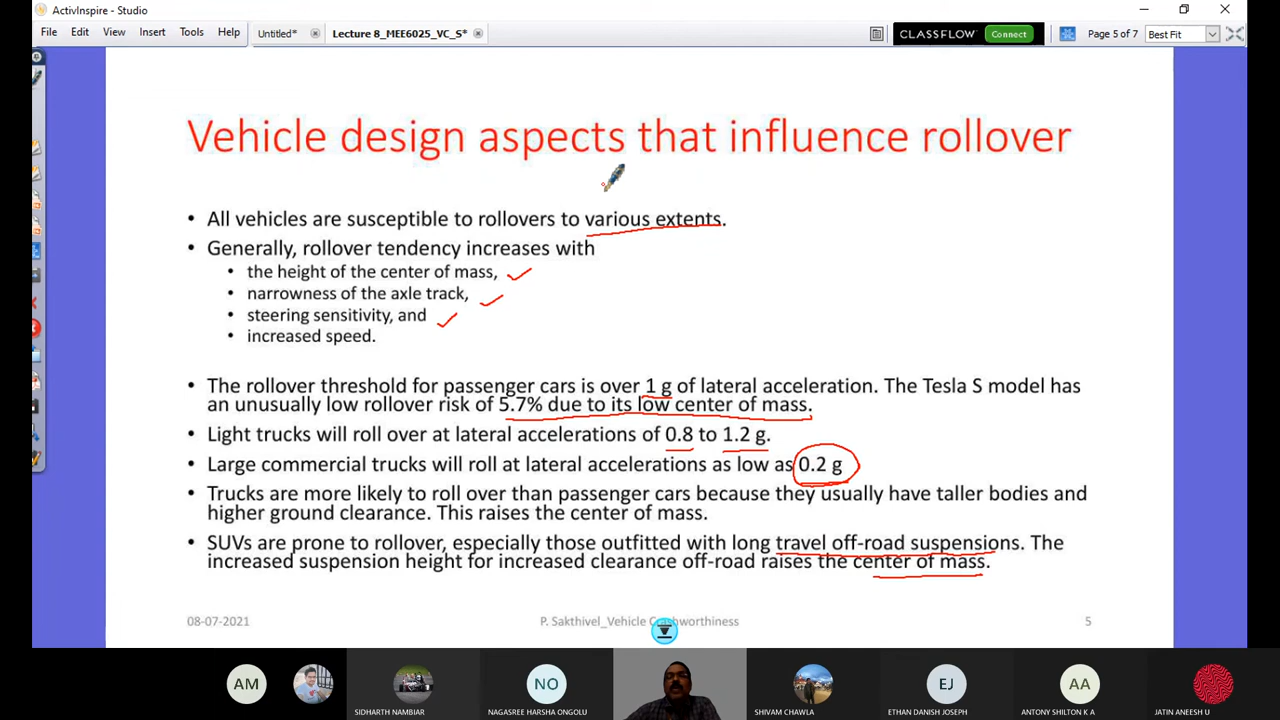 ActivInspire - Studio
File Edit View Insert Tools Help
Untitled*
Lecture 8_MEE6025_VC_S*
CLASSFLOW Connect
Page 5 of 7
Best Fit
Vehicle design aspects that influence rollover
• All vehicles are susceptible to rollovers to various extents.
• Generally, rollover tendency increases with
• the height of the center of mass,
• narrowness of the axle track,
• steering sensitivity, and
• increased speed.
• The rollover threshold for passenger cars is over 1 g of lateral acceleration. The Tesla S model has
an unusually low rollover risk of 5.7% due to its low center of mass.
• Light trucks will roll over at lateral accelerations of 0.8 to 1.2 g.
• Large commercial trucks will roll at lateral accelerations as low as 0.2 g
• Trucks are more likely to roll over than passenger cars because they usually have taller bodies and
higher ground clearance. This raises the center of mass.
• SUVs are prone to rollover, especially those outfitted with long travel off-road suspensions. The
increased suspension height for increased clearance off-road raises the center of mass.
08-07-2021
P. Sakthivel_Vehicle Crashworthiness
5
AM
NO
EJ
AA
SIDHARTH NAMBIAR
NAGASREE HARSHA ONGOLU
SHIVAM CHAWLA
ETHAN DANISH JOSEPH
ANTONY SHILTON K A
JATIN ANEESH U